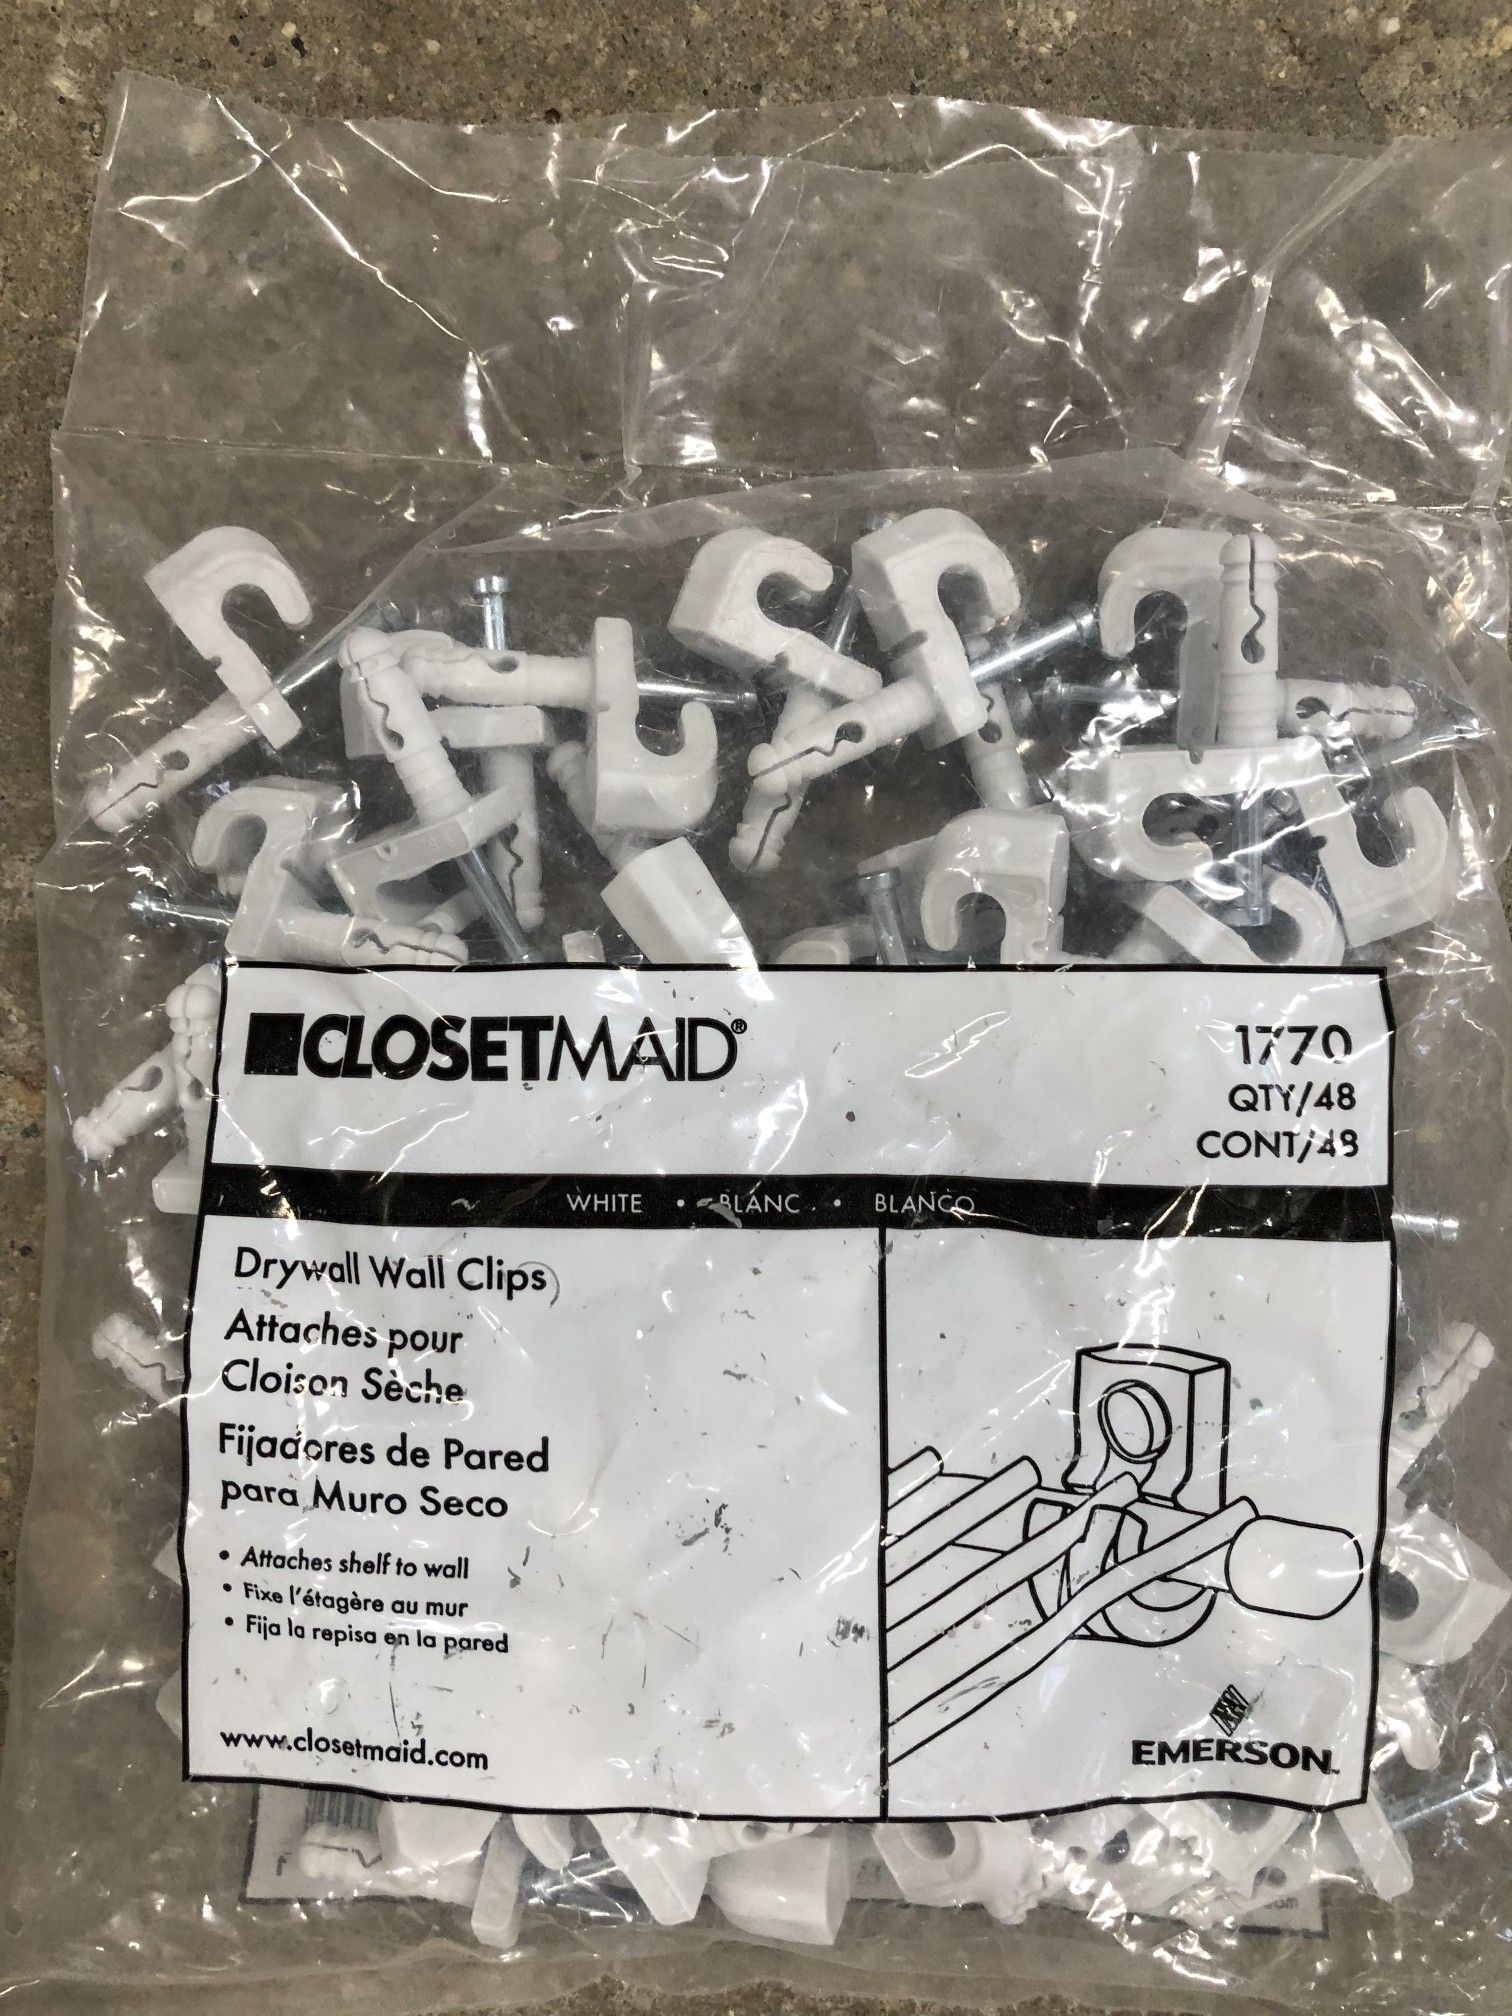 CLOSETMAID®
1770
QTY/48
CONT/48
WHITE • BLANC • BLANCO
Drywall Wall Clips
Attaches pour
Cloison Sèche
Fijadores de Pared
para Muro Seco
• Attaches shelf to wall
• Fixe l'étagère au mur
• Fija la repisa en la pared
www.closetmaid.com
EMERSON™